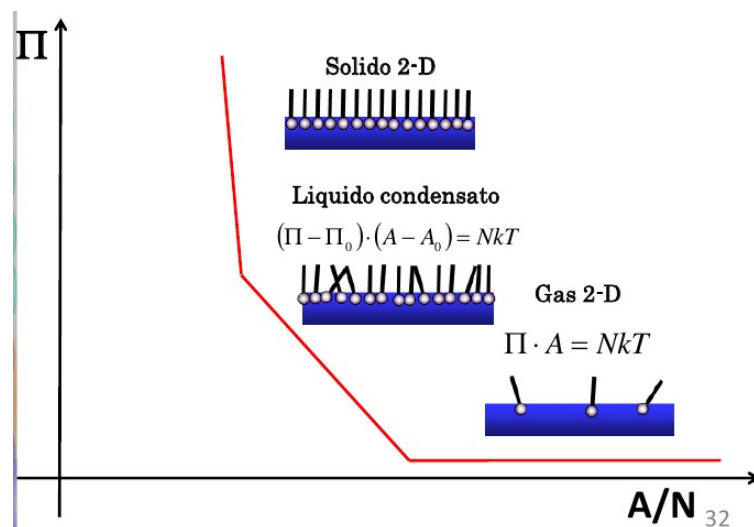 Π
Solido 2-D
Liquido condensato
(Π − Π₀)·(A − A₀) = NkT
Gas 2-D
Π · A = NkT
A/N
32